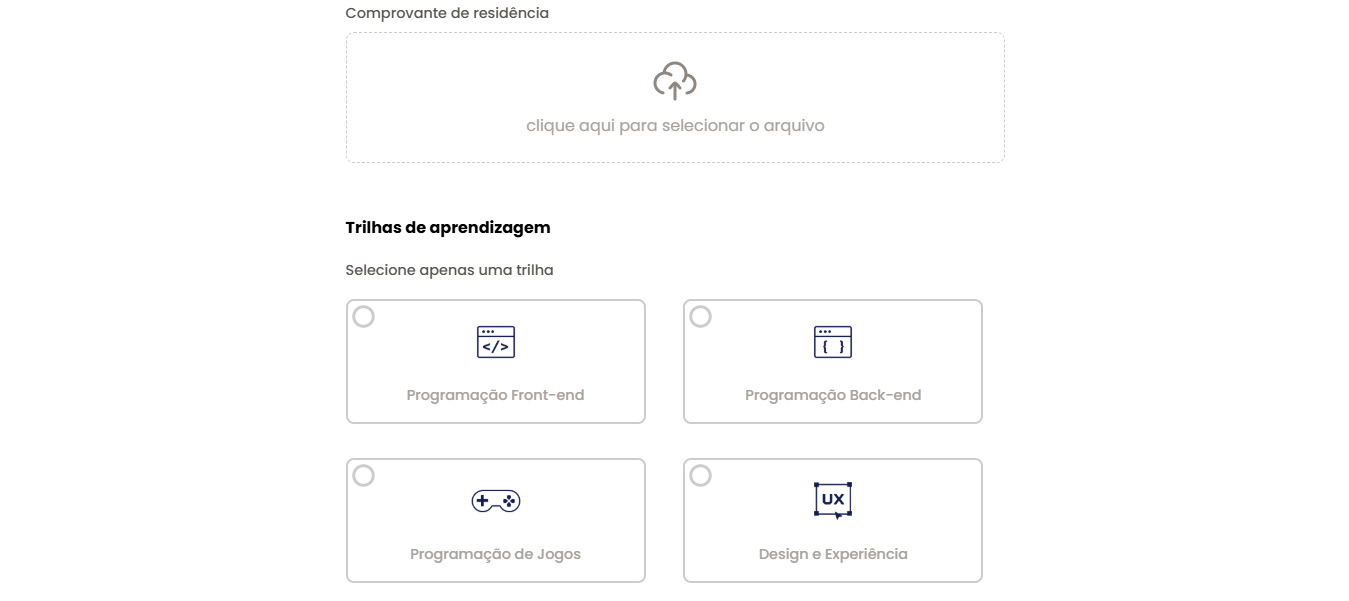 Comprovante de residência
clique aqui para selecionar o arquivo
Trilhas de aprendizagem
Selecione apenas uma trilha
</>
Programação Front-end
{ }
Programação Back-end
Programação de Jogos
UX
Design e Experiência